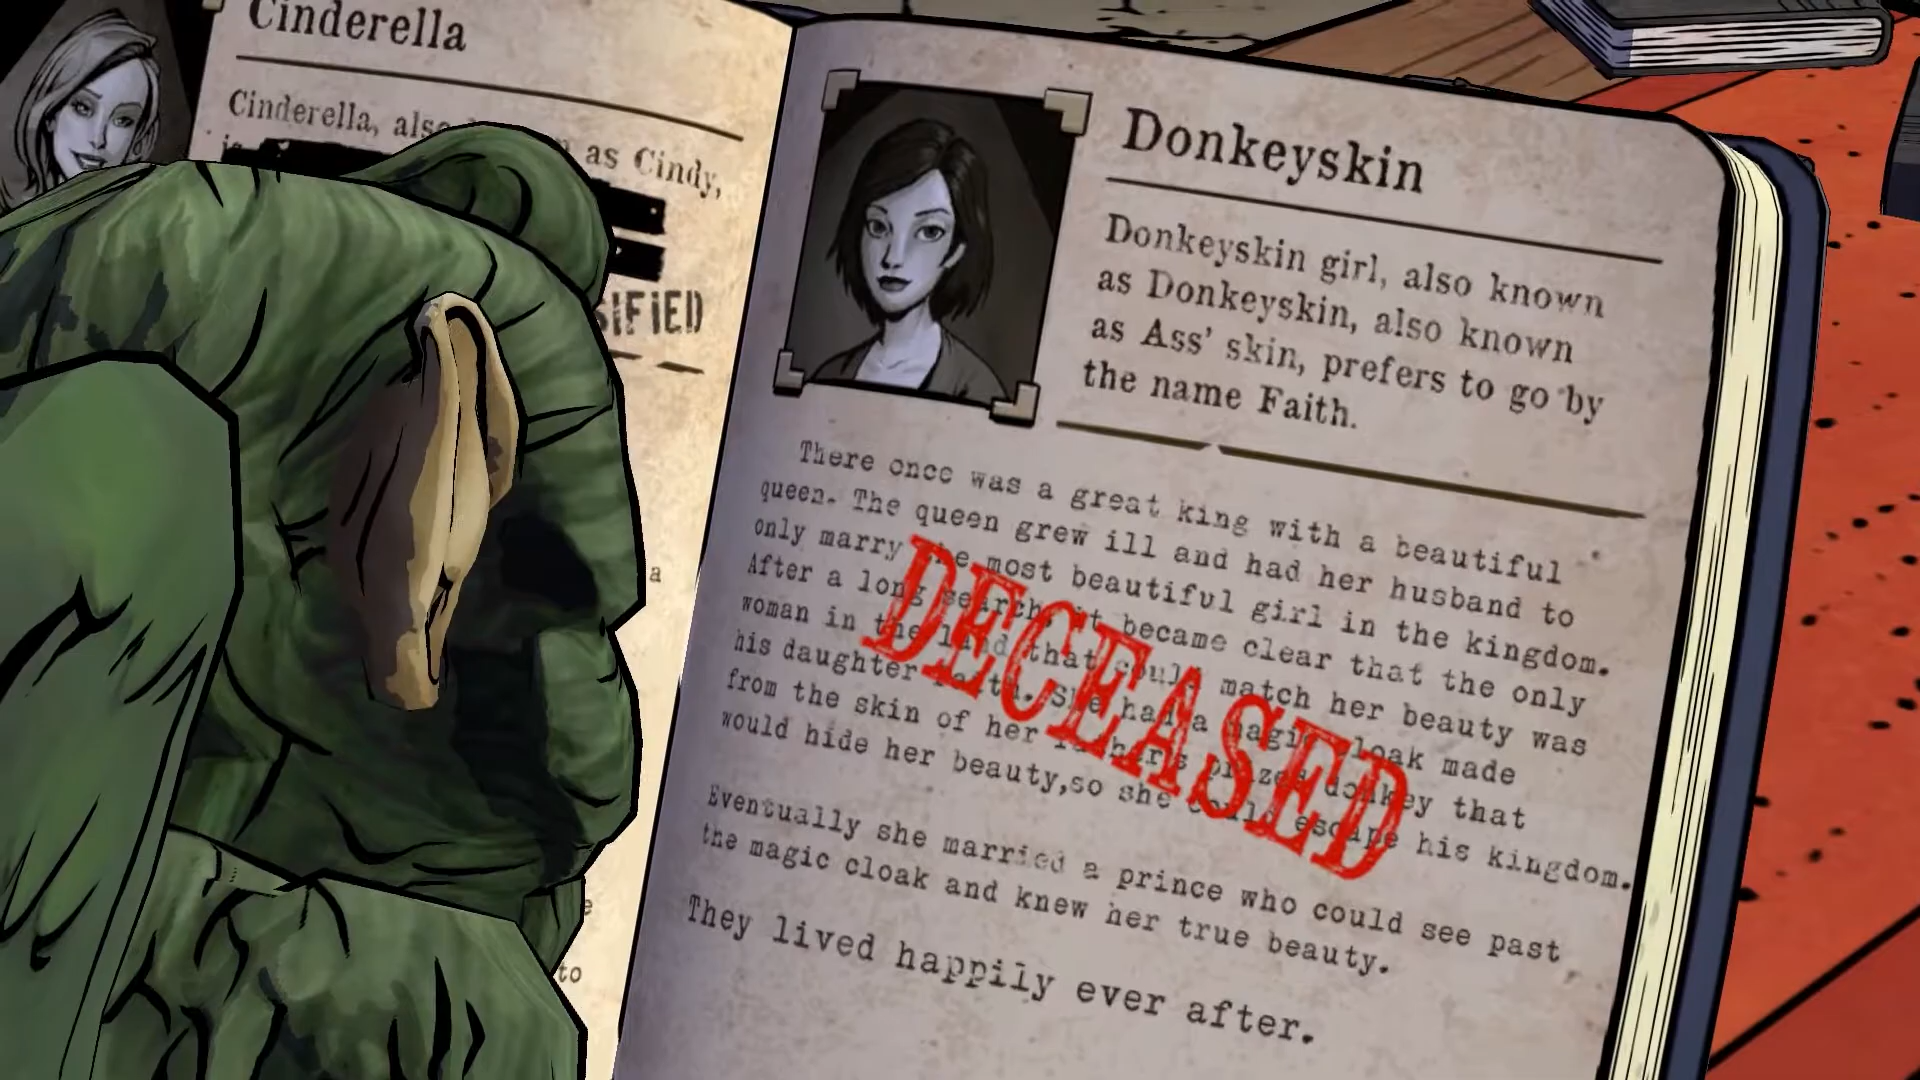 Cinderella
Cinderella, also as Cindy,
is
SIFIED
a
to
Donkeyskin
Donkeyskin girl, also known
as Donkeyskin, also known
as Ass' skin, prefers to go by
the name Faith.
There once was a great king with a beautiful
queen. The queen grew ill and had her husband to
only marry the most beautiful girl in the kingdom.
After a long search it became clear that the only
woman in the land that could match her beauty was
his daughter Faith. She had a magic cloak made
from the skin of her father's prized donkey that
would hide her beauty,so she could escape his kingdom.
DECEASED
Eventually she married a prince who could see past
the magic cloak and knew her true beauty.
They lived happily ever after.